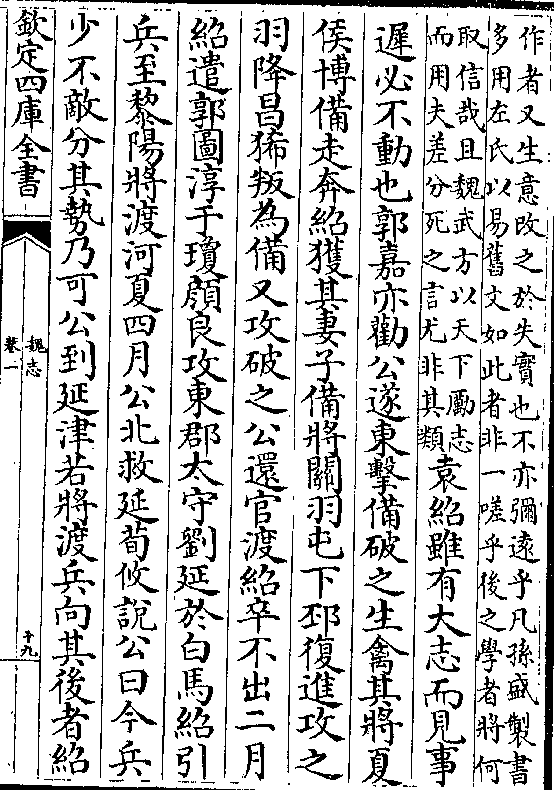 作者又生意改之於失實也不亦彌遠乎凡孫盛製書
多用左氏以易舊文如此者非一嗟乎後之學者將何
取信哉且魏武方以天下勵志
而用夫差分死之言尤非其類
袁紹雖有大志而見事
遲必不動也郭嘉亦勸公遂東擊備破之生禽其將夏
侯博備走奔紹獲其妻子備將關羽屯下邳復進攻之
羽降昌狶叛為備又攻破之公還官渡紹卒不出二月
紹遣郭圖淳于瓊顏良攻東郡太守劉延於白馬紹引
兵至黎陽將渡河夏四月公北救延荀攸說公曰今兵
少不敵分其勢乃可公到延津若將渡兵向其後者紹
欽定四庫全書
魏志
卷一
十九